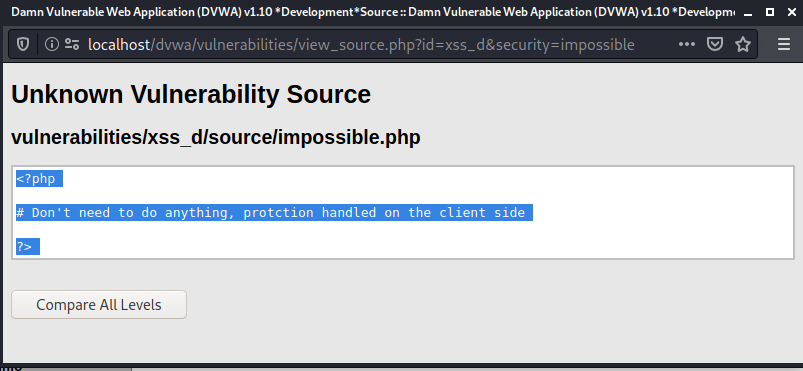 Damn Vulnerable Web Application (DVWA) v1.10 *Development*Source :: Damn Vulnerable Web Application (DVWA) v1.10 *Developme
localhost/dvwa/vulnerabilities/view_source.php?id=xss_d&security=impossible
Unknown Vulnerability Source
vulnerabilities/xss_d/source/impossible.php
<?php
# Don't need to do anything, protction handled on the client side
?>
Compare All Levels